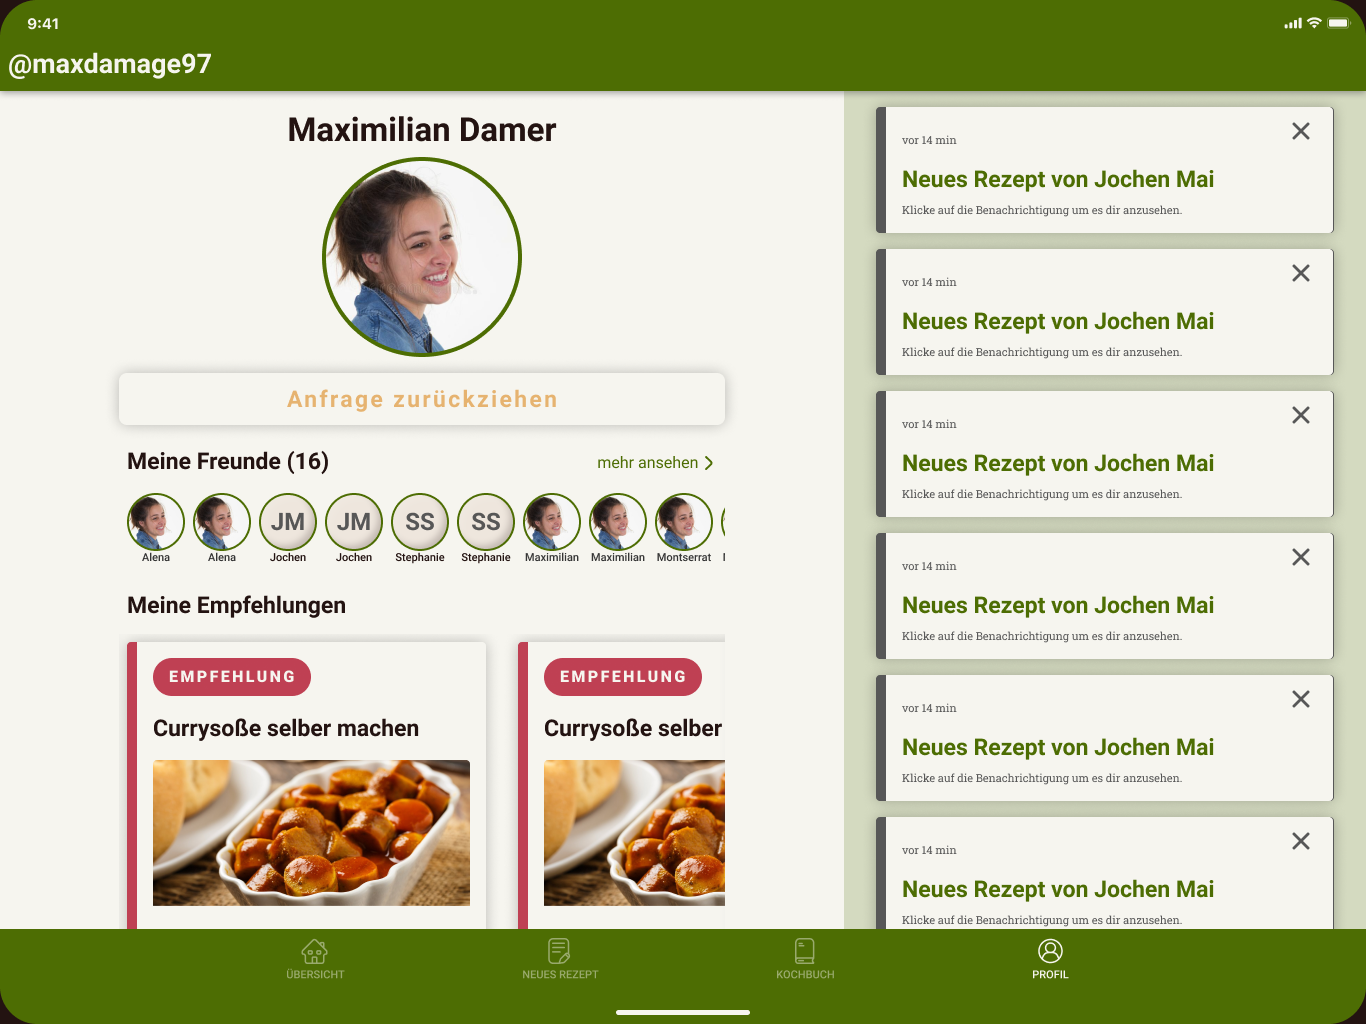 9:41
@maxdamage97
Maximilian Damer
Anfrage zurückziehen
Meine Freunde (16)
mehr ansehen
JM
JM
SS
SS
Alena
Alena
Jochen
Jochen
Stephanie
Stephanie
Maximilian
Maximilian
Montserrat
Meine Empfehlungen
EMPFEHLUNG
Currysoße selber machen
EMPFEHLUNG
Currysoße selber
vor 14 min
Neues Rezept von Jochen Mai
Klicke auf die Benachrichtigung um es dir anzusehen.
vor 14 min
Neues Rezept von Jochen Mai
Klicke auf die Benachrichtigung um es dir anzusehen.
vor 14 min
Neues Rezept von Jochen Mai
Klicke auf die Benachrichtigung um es dir anzusehen.
vor 14 min
Neues Rezept von Jochen Mai
Klicke auf die Benachrichtigung um es dir anzusehen.
vor 14 min
Neues Rezept von Jochen Mai
Klicke auf die Benachrichtigung um es dir anzusehen.
vor 14 min
Neues Rezept von Jochen Mai
Klicke auf die Benachrichtigung um es dir anzusehen.
ÜBERSICHT
NEUES REZEPT
KOCHBUCH
PROFIL